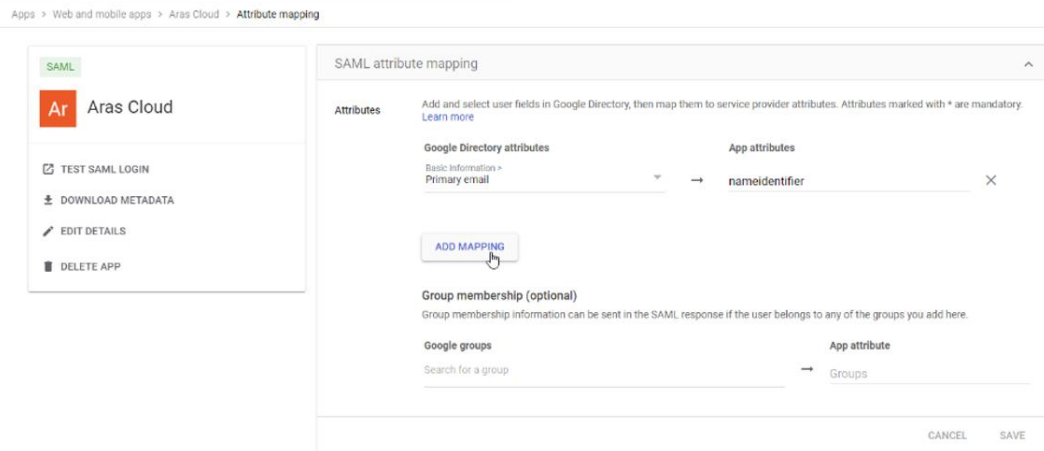 Apps > Web and mobile apps > Aras Cloud > Attribute mapping
SAML
Ar
Aras Cloud
TEST SAML LOGIN
DOWNLOAD METADATA
EDIT DETAILS
DELETE APP
SAML attribute mapping
Attributes
Add and select user fields in Google Directory, then map them to service provider attributes. Attributes marked with * are mandatory.
Learn more
Google Directory attributes
App attributes
Basic Information >
Primary email
→
nameidentifier
ADD MAPPING
Group membership (optional)
Group membership information can be sent in the SAML response if the user belongs to any of the groups you add here.
Google groups
App attribute
Search for a group
→
Groups
CANCEL
SAVE